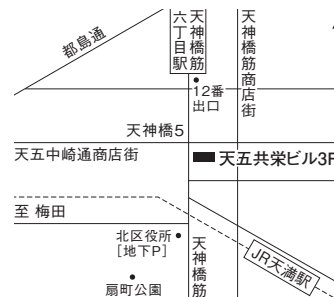 都島通
天神橋筋
六丁目駅
天神橋筋
商店街
12番
出口
天神橋5
天五中崎通商店街
天五共栄ビル3F
至 梅田
北区役所
[地下P]
天神橋筋
JR天満駅
扇町公園